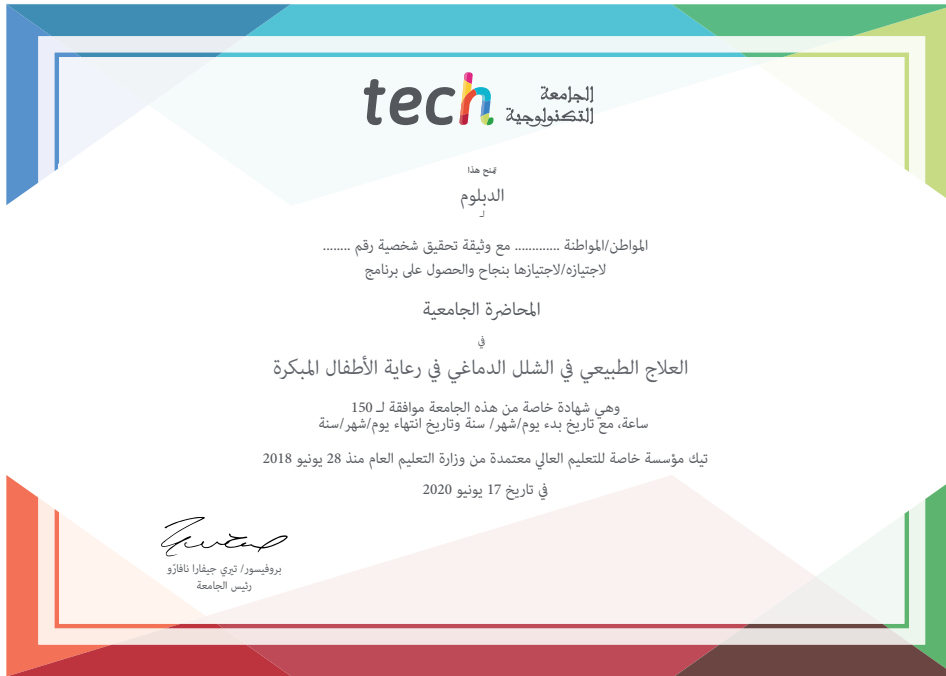 tech الجامعة
التكنولوجية
تمنح هذا
الدبلوم
لـ
المواطن/المواطنة ............. مع وثيقة تحقيق شخصية رقم ........
لاجتيازه/لاجتيازها بنجاح والحصول على برنامج
المحاضرة الجامعية
في
العلاج الطبيعي في الشلل الدماغي في رعاية الأطفال المبكرة
وهي شهادة خاصة من هذه الجامعة موافقة لـ 150
ساعة، مع تاريخ بدء يوم/شهر/ سنة وتاريخ انتهاء يوم/شهر/سنة
تيك مؤسسة خاصة للتعليم العالي معتمدة من وزارة التعليم العام منذ 28 يونيو 2018
في تاريخ 17 يونيو 2020
بروفيسور/ تيري جيفارا نافارّو
رئيس الجامعة